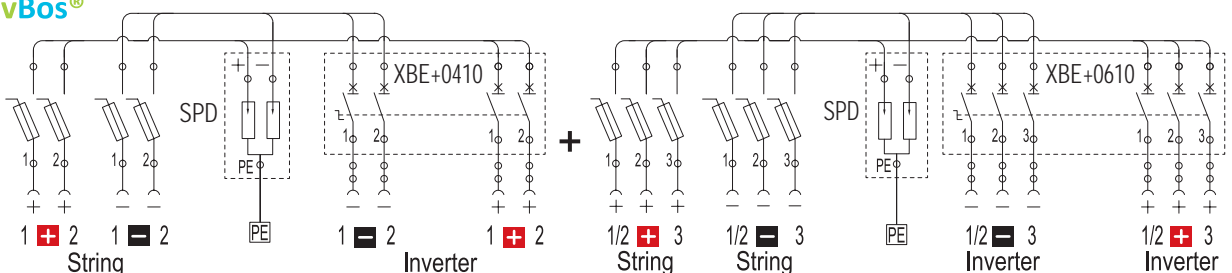 vBos®
+ − XBE+0410 + − XBE+0610
SPD SPD
1 2 1 2 1 2 1 2 + 1 2 3 1 2 3 1 2 3 1 2 3
PE PE
+ + − − − − + + + + + − − − − − − + + +
1 + 2 1 − 2 PE 1 − 2 1 + 2 1/2 + 3 1/2 − 3 PE 1/2 − 3 1/2 + 3
String Inverter String String Inverter Inverter